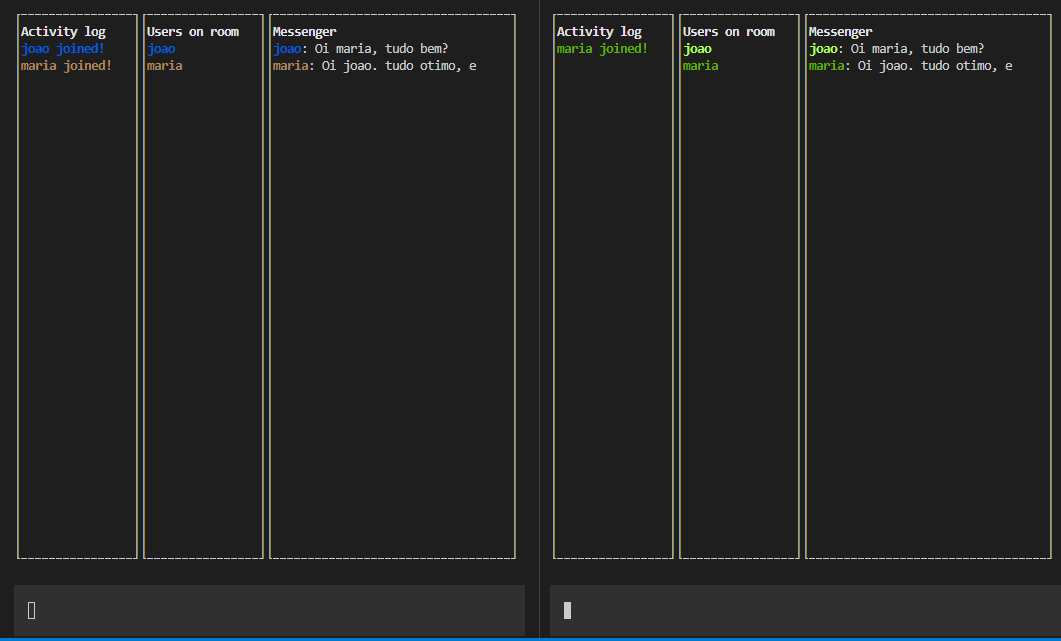 Activity log
joao joined!
maria joined!
Users on room
joao
maria
Messenger
joao: Oi maria, tudo bem?
maria: Oi joao. tudo otimo, e
Activity log
maria joined!
Users on room
joao
maria
Messenger
joao: Oi maria, tudo bem?
maria: Oi joao. tudo otimo, e